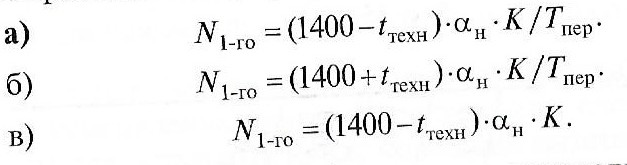 а) N₁₋го = (1400 − tтехн)·αн·K/Tпер.
б) N₁₋го = (1400 + tтехн)·αн·K/Tпер.
в) N₁₋го = (1400 − tтехн)·αн·K.